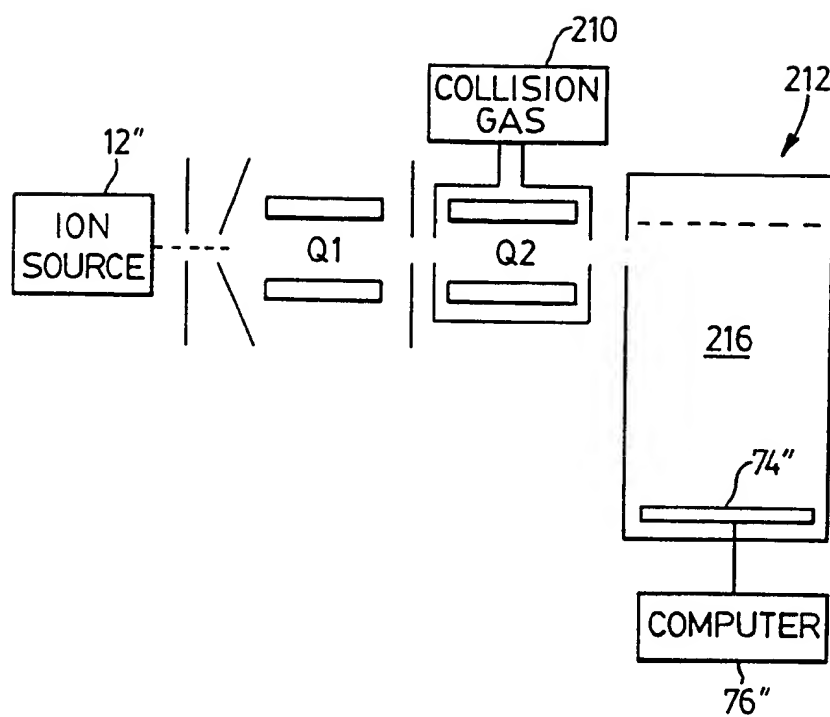 210
COLLISION
GAS
212
12"
ION
SOURCE
Q1
Q2
216
74"
COMPUTER
76"